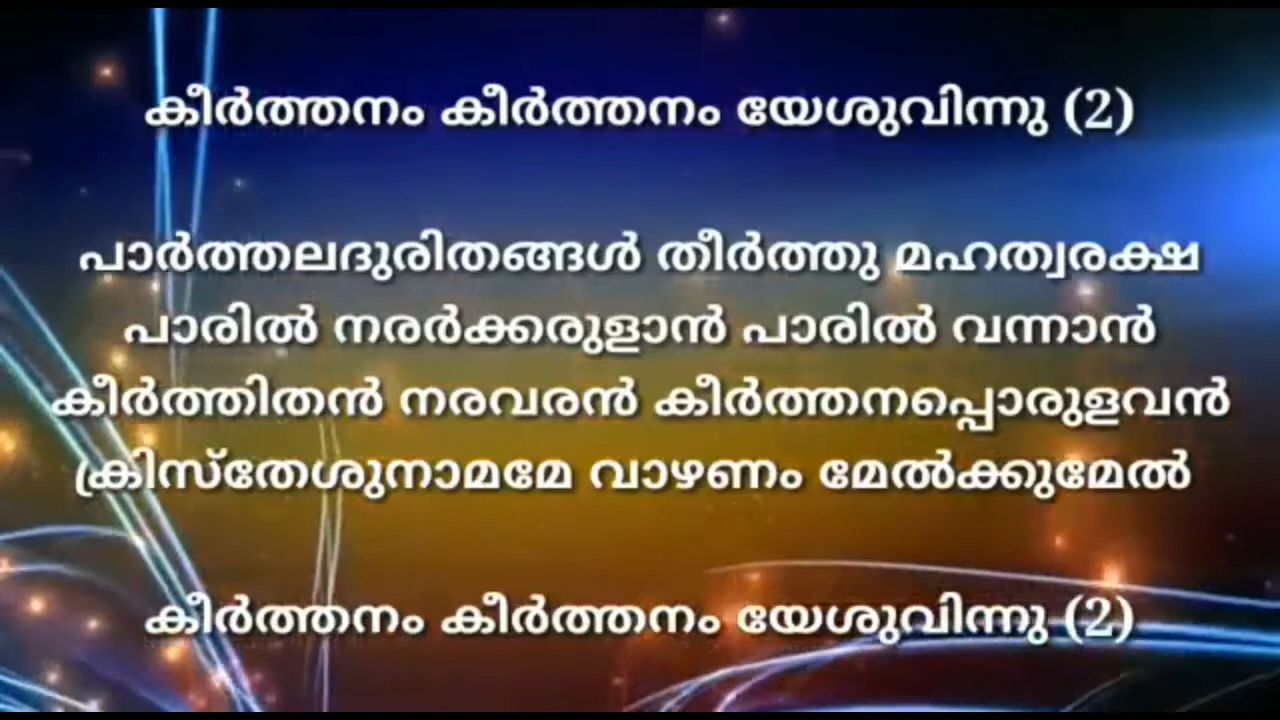 കീർത്തനം കീർത്തനം യേശുവിന്നു (2)
പാർത്തലദുരിതങ്ങൾ തീർത്തു മഹത്വരക്ഷ
പാരിൽ നരർക്കരുളാൻ പാരിൽ വന്നാൻ
കീർത്തിതൻ നരവരൻ കീർത്തനപ്പൊരുളവൻ
ക്രിസ്തേശുനാമമേ വാഴണം മേൽക്കുമേൽ
കീർത്തനം കീർത്തനം യേശുവിന്നു (2)